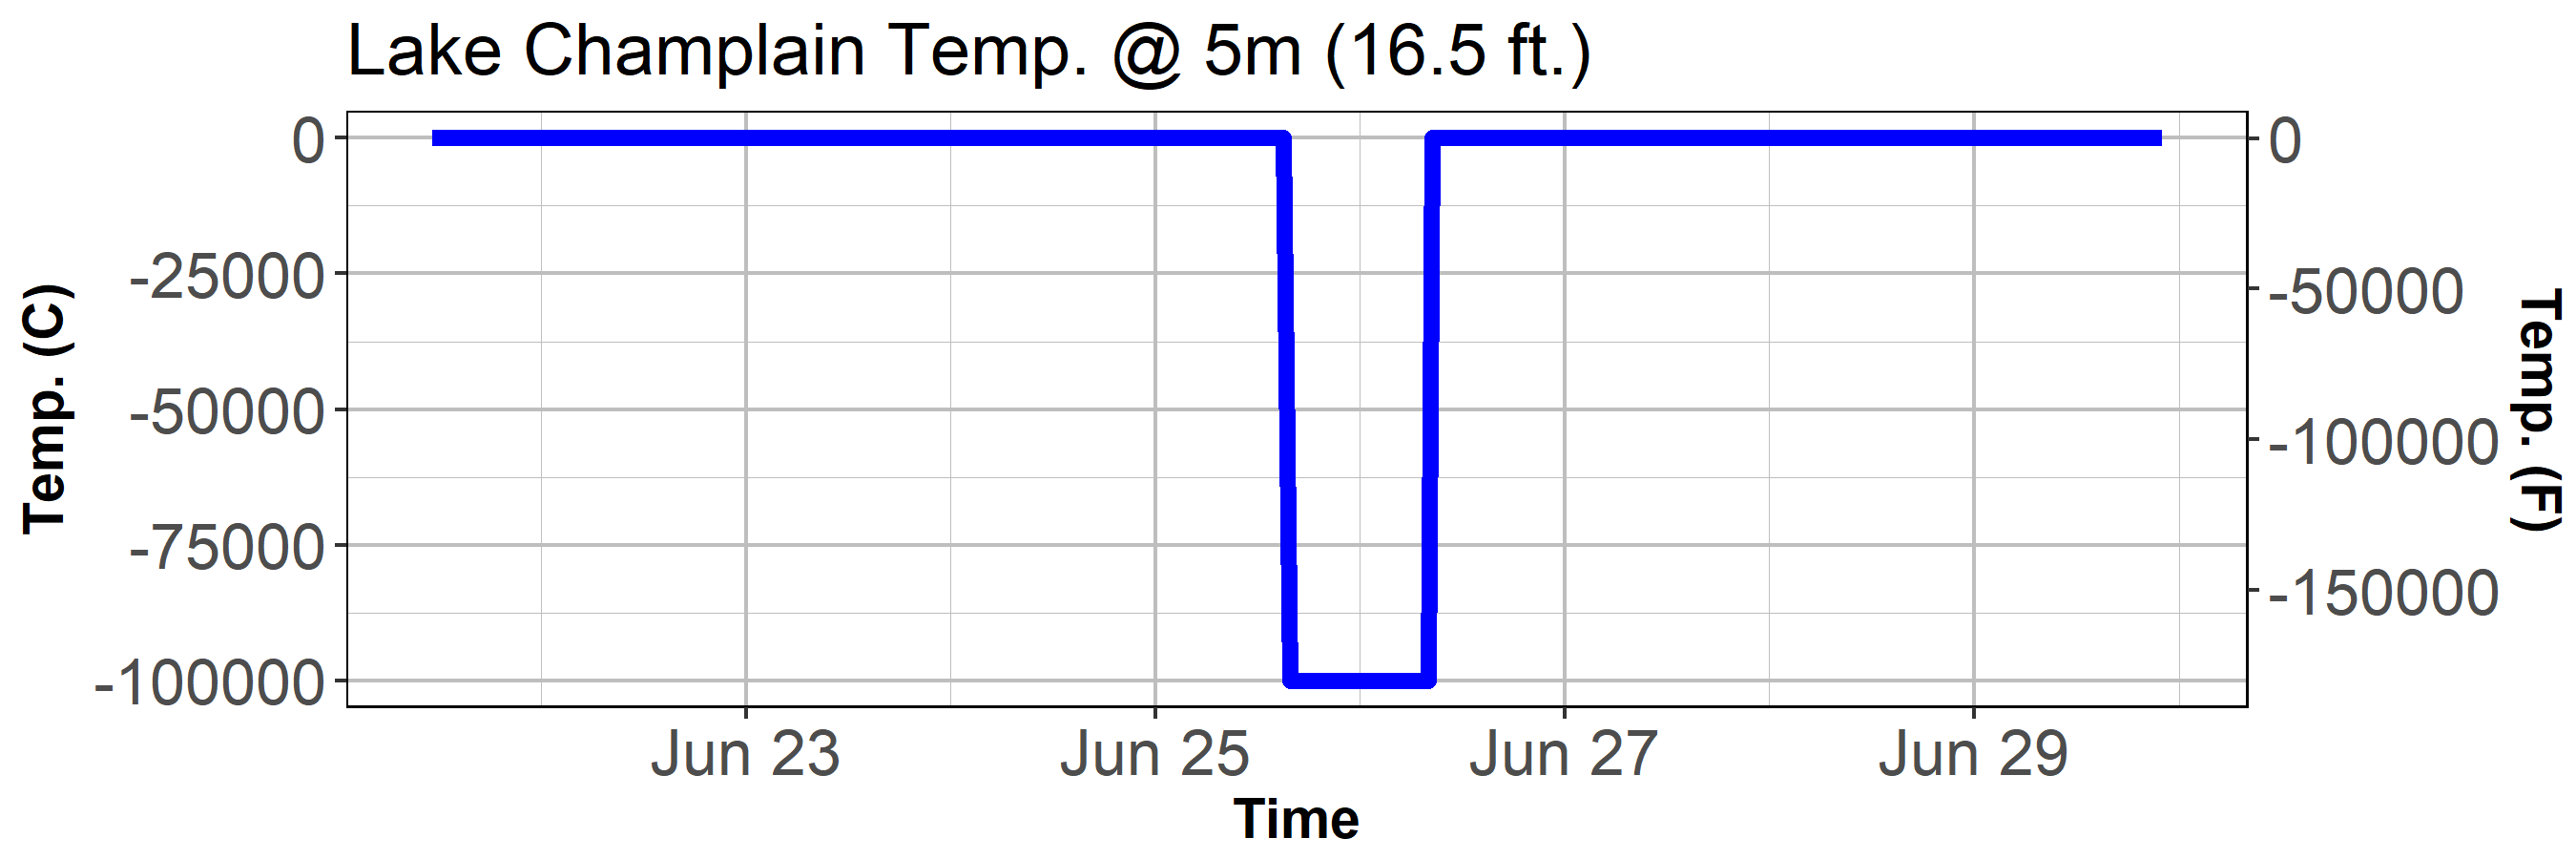 Lake Champlain Temp. @ 5m (16.5 ft.)
Temp. (C)
0
-25000
-50000
-75000
-100000
0
-50000
-100000
-150000
Temp. (F)
Jun 23 Jun 25 Jun 27 Jun 29
Time